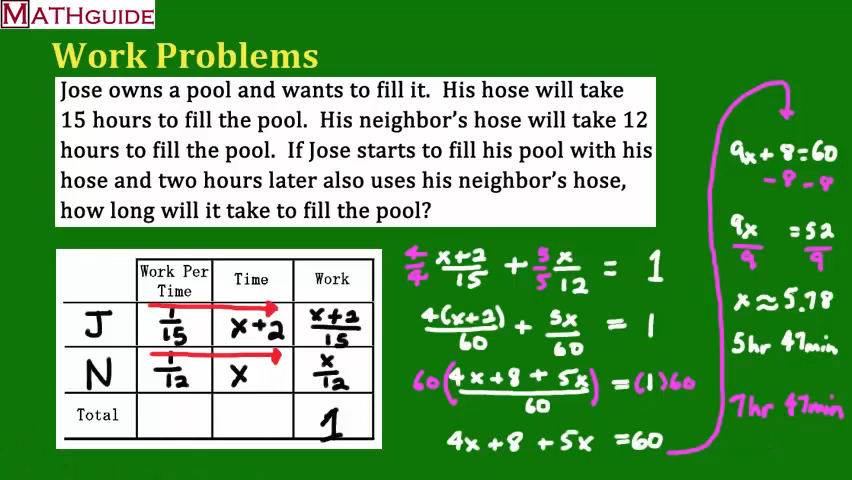 MATHGUIDE
Work Problems
Jose owns a pool and wants to fill it. His hose will take
15 hours to fill the pool. His neighbor's hose will take 12
hours to fill the pool. If Jose starts to fill his pool with his
hose and two hours later also uses his neighbor's hose,
how long will it take to fill the pool?
Work Per Time | Time | Work
J | 1/15 | x+2 | x+2/15
N | 1/12 | x | x/12
Total | 1
4/4 x+2/15 + 5/5 x/12 = 1
4(x+2)/60 + 5x/60 = 1
60(4x+8+5x/60) = (1)60
4x+8+5x =60
9x+8=60
-8 -8
9x/9 =52/9
x≈5.78
5hr 47min
7hr 47min